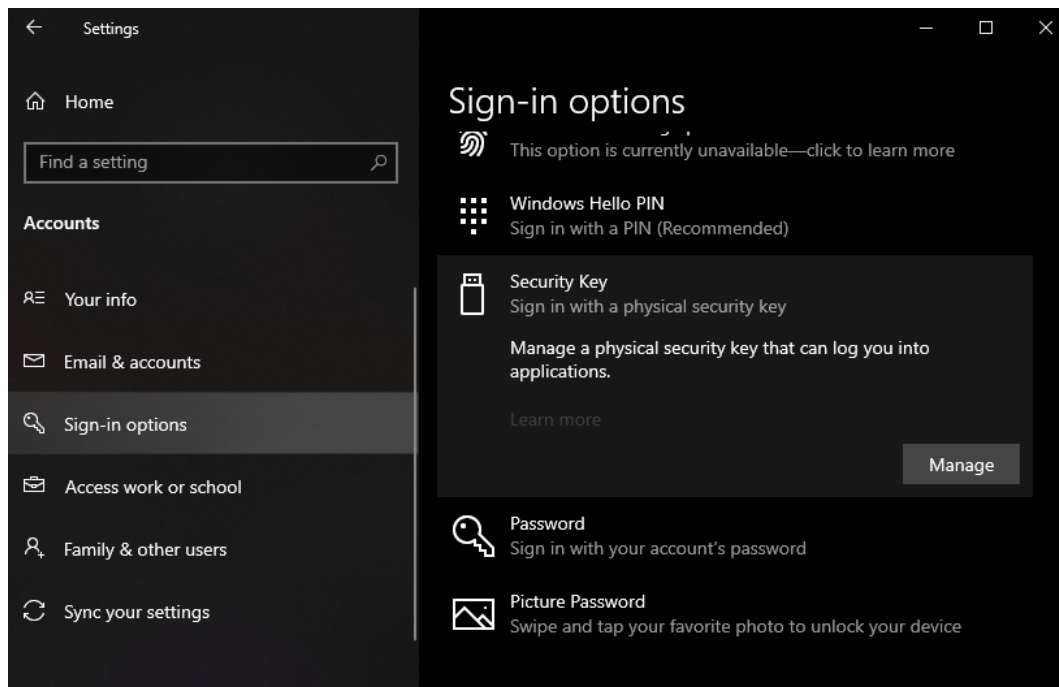 Settings
Home
Find a setting
Accounts
Your info
Email & accounts
Sign-in options
Access work or school
Family & other users
Sync your settings
Sign-in options
This option is currently unavailable—click to learn more
Windows Hello PIN
Sign in with a PIN (Recommended)
Security Key
Sign in with a physical security key
Manage a physical security key that can log you into
applications.
Learn more
Manage
Password
Sign in with your account's password
Picture Password
Swipe and tap your favorite photo to unlock your device